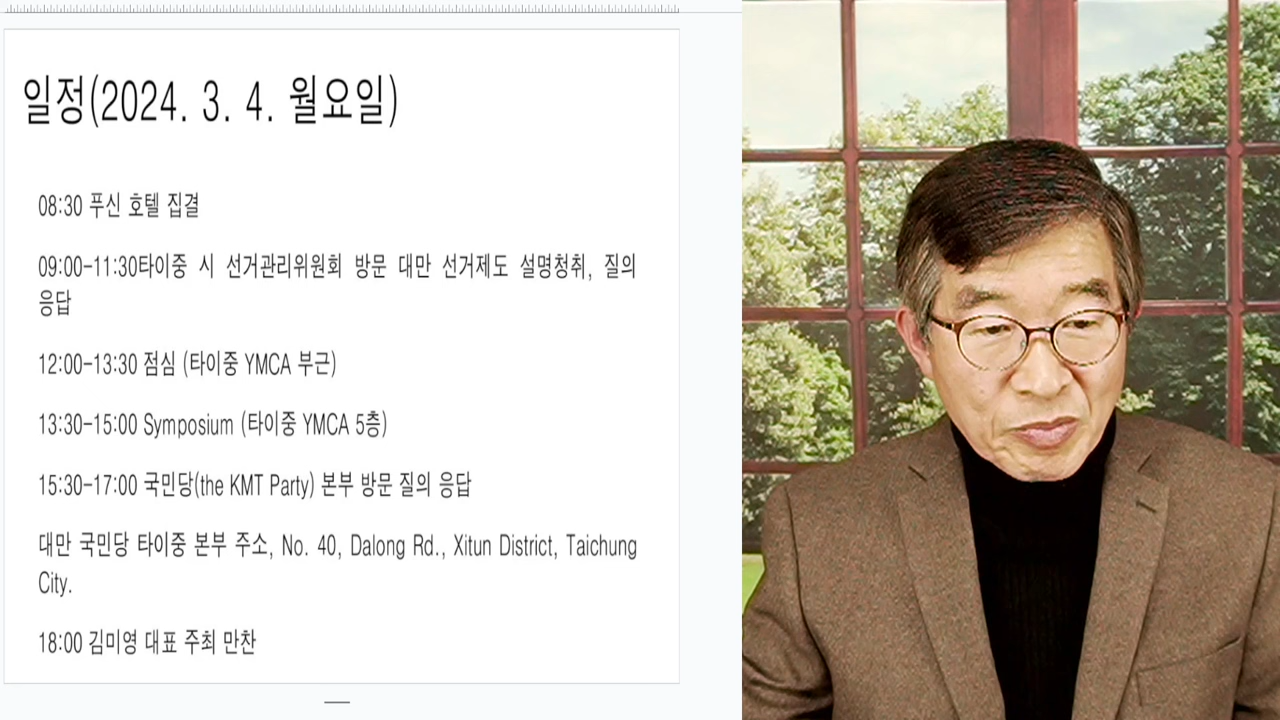 일정(2024. 3. 4. 월요일)
08:30 푸신 호텔 집결
09:00-11:30타이중 시 선거관리위원회 방문 대만 선거제도 설명청취, 질의
응답
12:00-13:30 점심 (타이중 YMCA 부근)
13:30-15:00 Symposium (타이중 YMCA 5층)
15:30-17:00 국민당(the KMT Party) 본부 방문 질의 응답
대만 국민당 타이중 본부 주소, No. 40, Dalong Rd., Xitun District, Taichung
City.
18:00 김미영 대표 주최 만찬